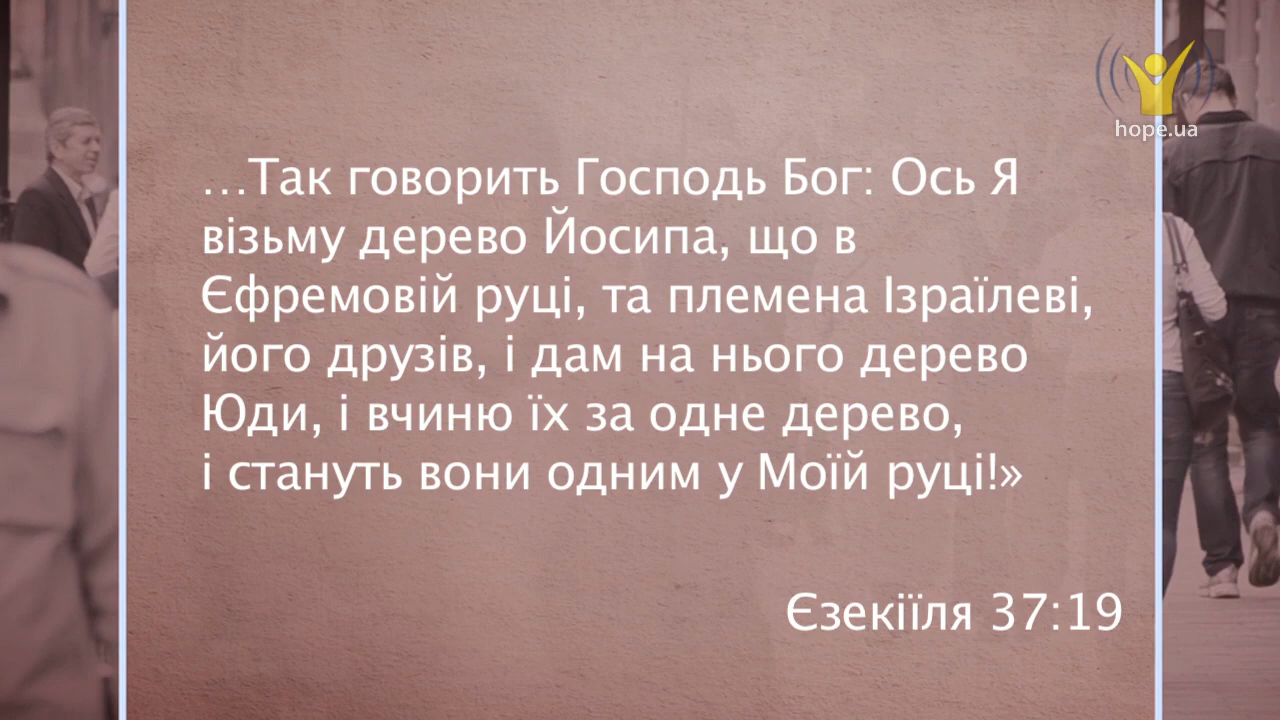 hope.ua
…Так говорить Господь Бог: Ось Я
візьму дерево Йосипа, що в
Єфремовій руці, та племена Ізраїлеві,
його друзів, і дам на нього дерево
Юди, і вчиню їх за одне дерево,
і стануть вони одним у Моїй руці!»
Єзекіїля 37:19